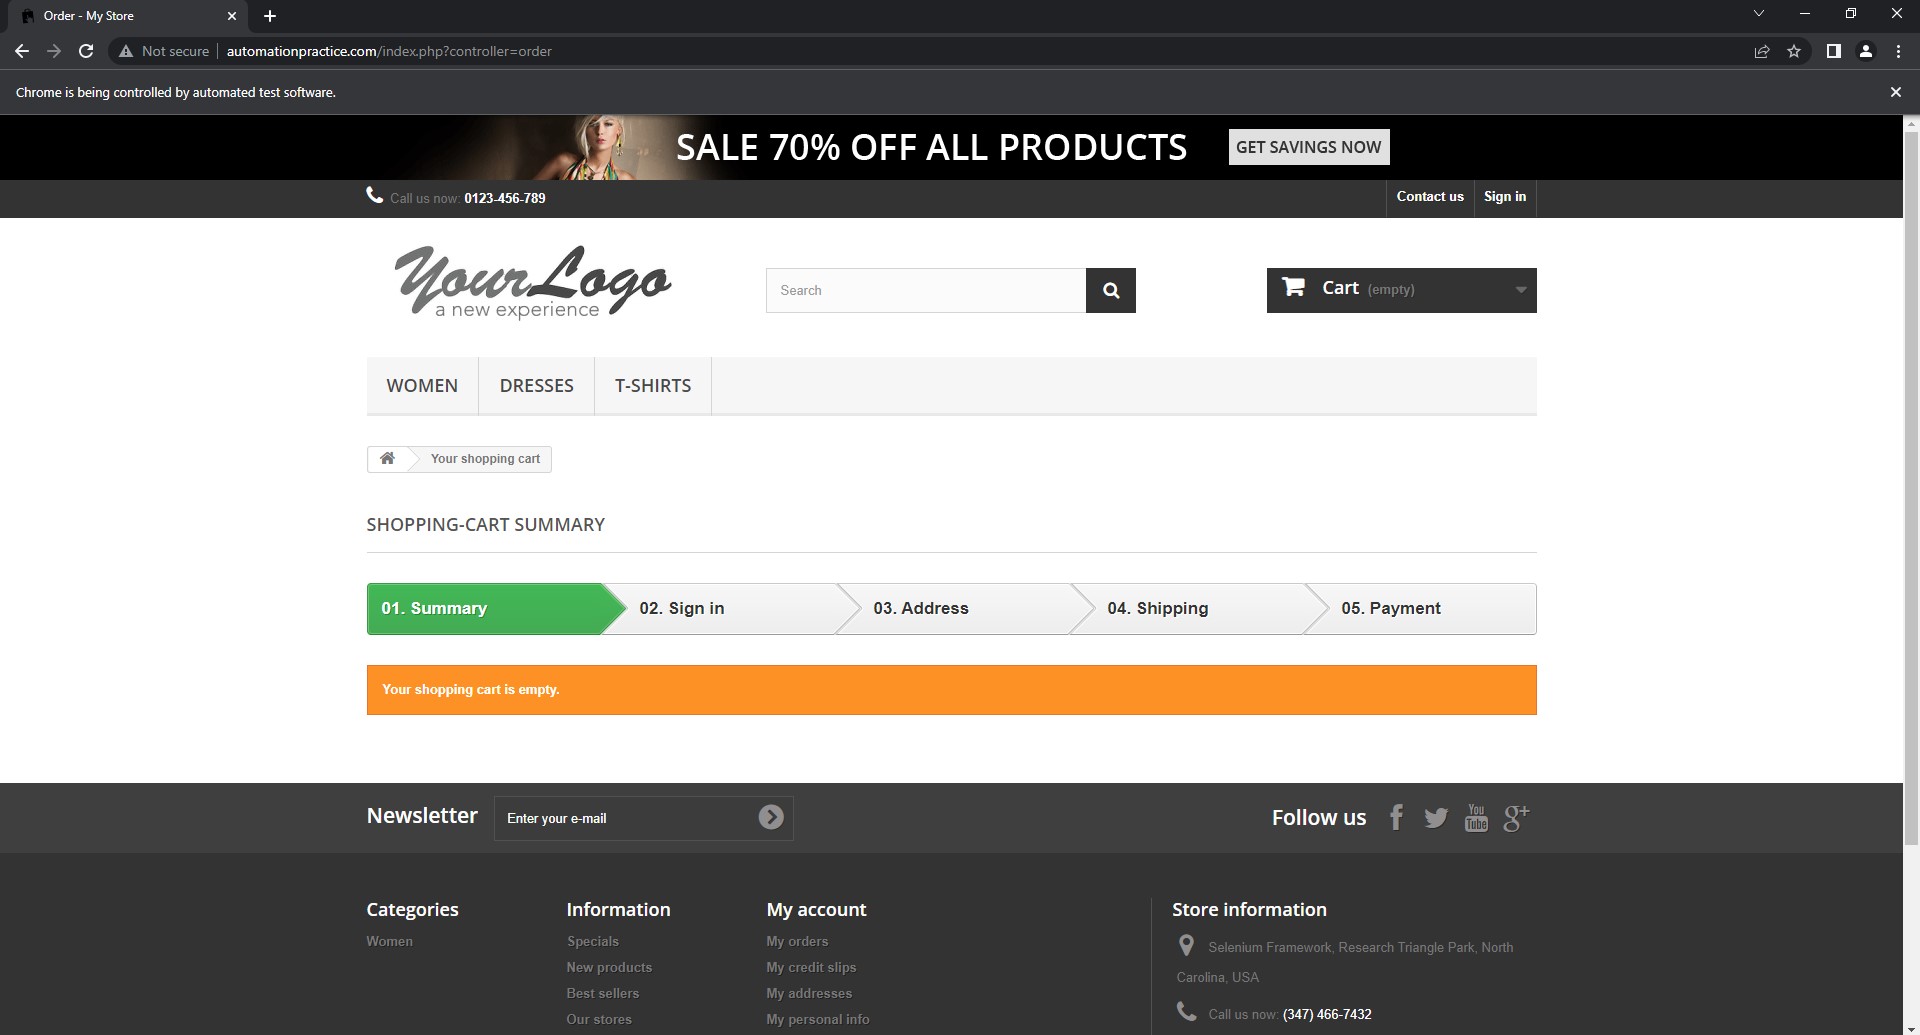 Order - My Store
Not secure
automationpractice.com/index.php?controller=order
Chrome is being controlled by automated test software.
SALE 70% OFF ALL PRODUCTS GET SAVINGS NOW
Call us now: 0123-456-789 Contact us Sign in
Your Logo
a new experience
Search
Cart (empty)
WOMEN DRESSES T-SHIRTS
Your shopping cart
SHOPPING-CART SUMMARY
01. Summary 02. Sign in 03. Address 04. Shipping 05. Payment
Your shopping cart is empty.
Newsletter Enter your e-mail Follow us
You
Tube
g+
Categories
Women
Information
Specials
New products
Best sellers
Our stores
My account
My orders
My credit slips
My addresses
My personal info
Store information
Selenium Framework, Research Triangle Park, North
Carolina, USA
Call us now: (347) 466-7432